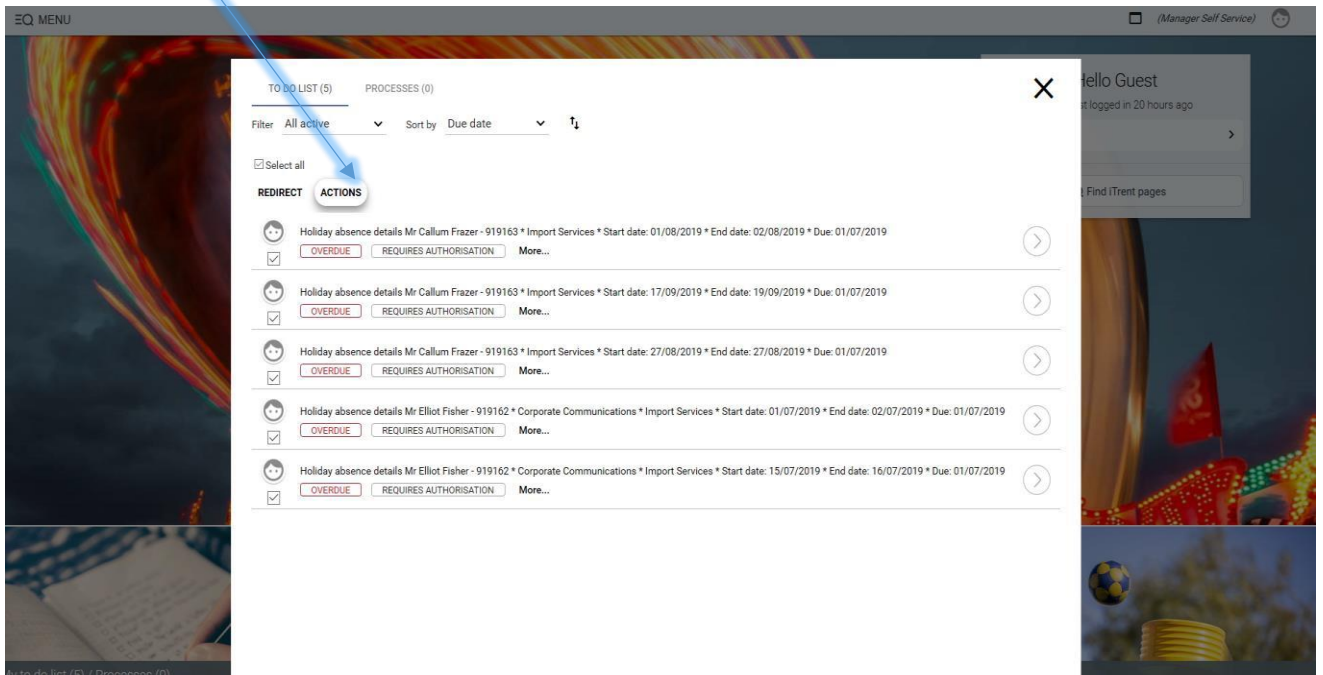 MENU
(Manager Self Service)
TO DO LIST (5) PROCESSES (0)
Hello Guest
st logged in 20 hours ago
Filter All active Sort by Due date
Select all
REDIRECT ACTIONS
Find iTrent pages
Holiday absence details Mr Callum Frazer - 919163 * Import Services * Start date: 01/08/2019 * End date: 02/08/2019 * Due: 01/07/2019
OVERDUE REQUIRES AUTHORISATION More...
Holiday absence details Mr Callum Frazer - 919163 * Import Services * Start date: 17/09/2019 * End date: 19/09/2019 * Due: 01/07/2019
OVERDUE REQUIRES AUTHORISATION More...
Holiday absence details Mr Callum Frazer - 919163 * Import Services * Start date: 27/08/2019 * End date: 27/08/2019 * Due: 01/07/2019
OVERDUE REQUIRES AUTHORISATION More...
Holiday absence details Mr Elliot Fisher - 919162 * Corporate Communications * Import Services * Start date: 01/07/2019 * End date: 02/07/2019 * Due: 01/07/2019
OVERDUE REQUIRES AUTHORISATION More...
Holiday absence details Mr Elliot Fisher - 919162 * Corporate Communications * Import Services * Start date: 15/07/2019 * End date: 16/07/2019 * Due: 01/07/2019
OVERDUE REQUIRES AUTHORISATION More...
My to do list (5) / Processes (0)